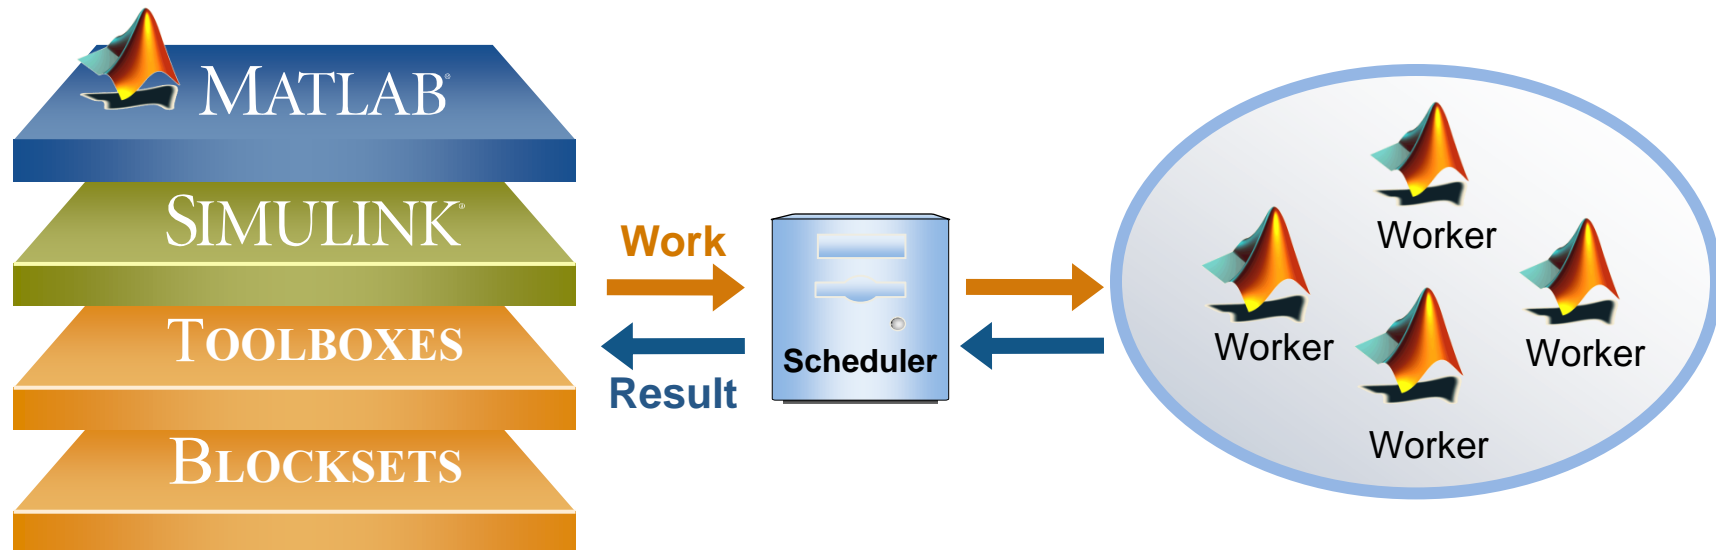 MATLAB®
SIMULINK®
TOOLBOXES
BLOCKSETS
Work
Result
Scheduler
Worker
Worker
Worker
Worker